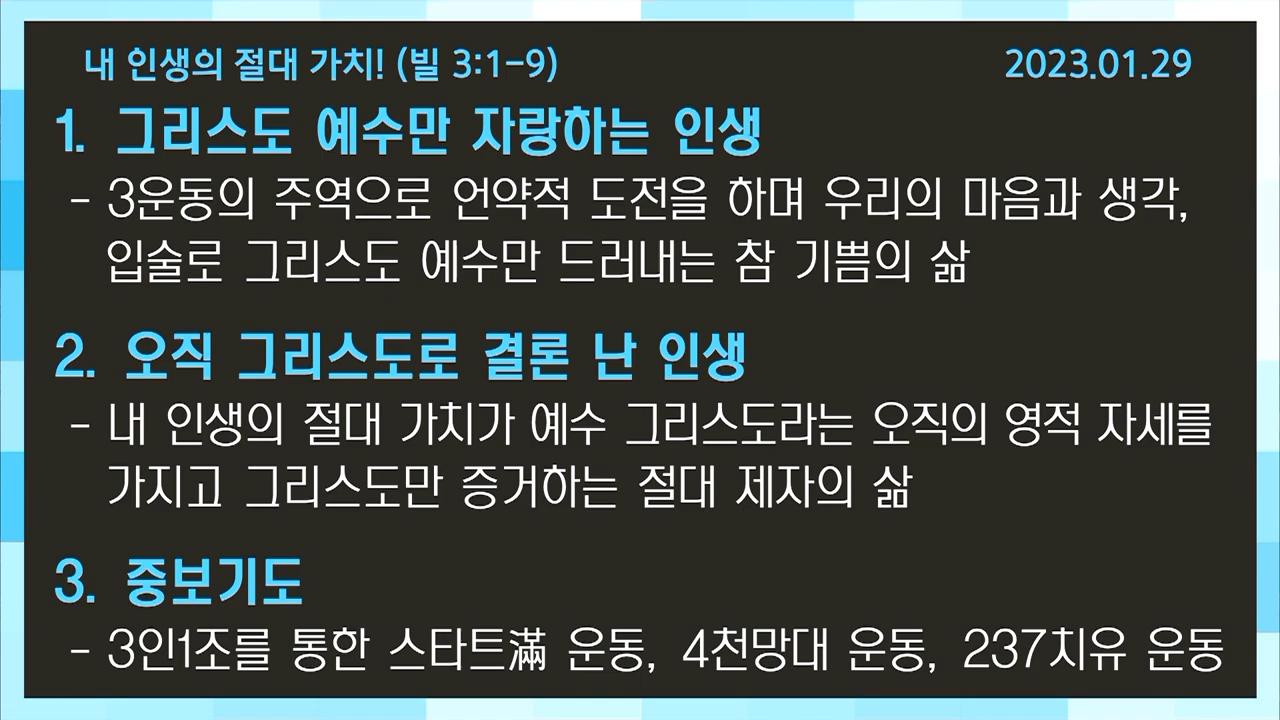 내 인생의 절대 가치! (빌 3:1-9) 2023.01.29
1. 그리스도 예수만 자랑하는 인생
- 3운동의 주역으로 언약적 도전을 하며 우리의 마음과 생각,
입술로 그리스도 예수만 드러내는 참 기쁨의 삶
2. 오직 그리스도로 결론 난 인생
- 내 인생의 절대 가치가 예수 그리스도라는 오직의 영적 자세를
가지고 그리스도만 증거하는 절대 제자의 삶
3. 중보기도
- 3인1조를 통한 스타트滿 운동, 4천망대 운동, 237치유 운동